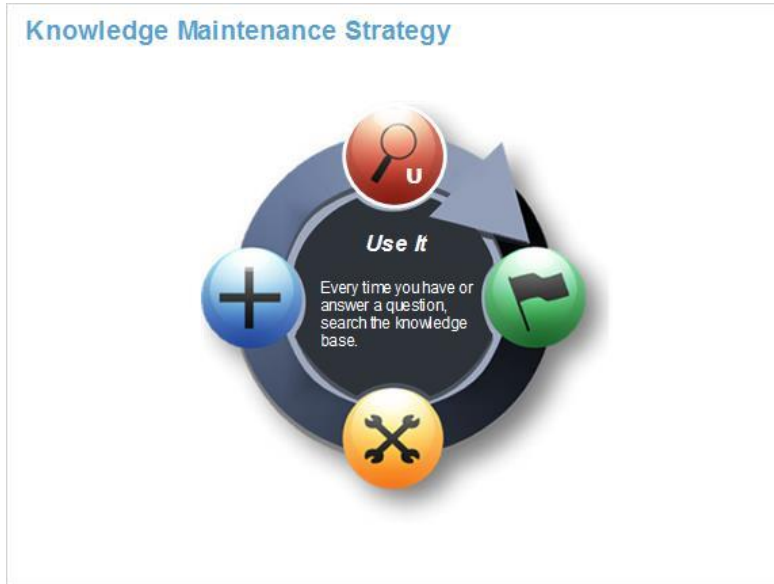 Knowledge Maintenance Strategy
U
Use It
Every time you have or
answer a question,
search the knowledge
base.